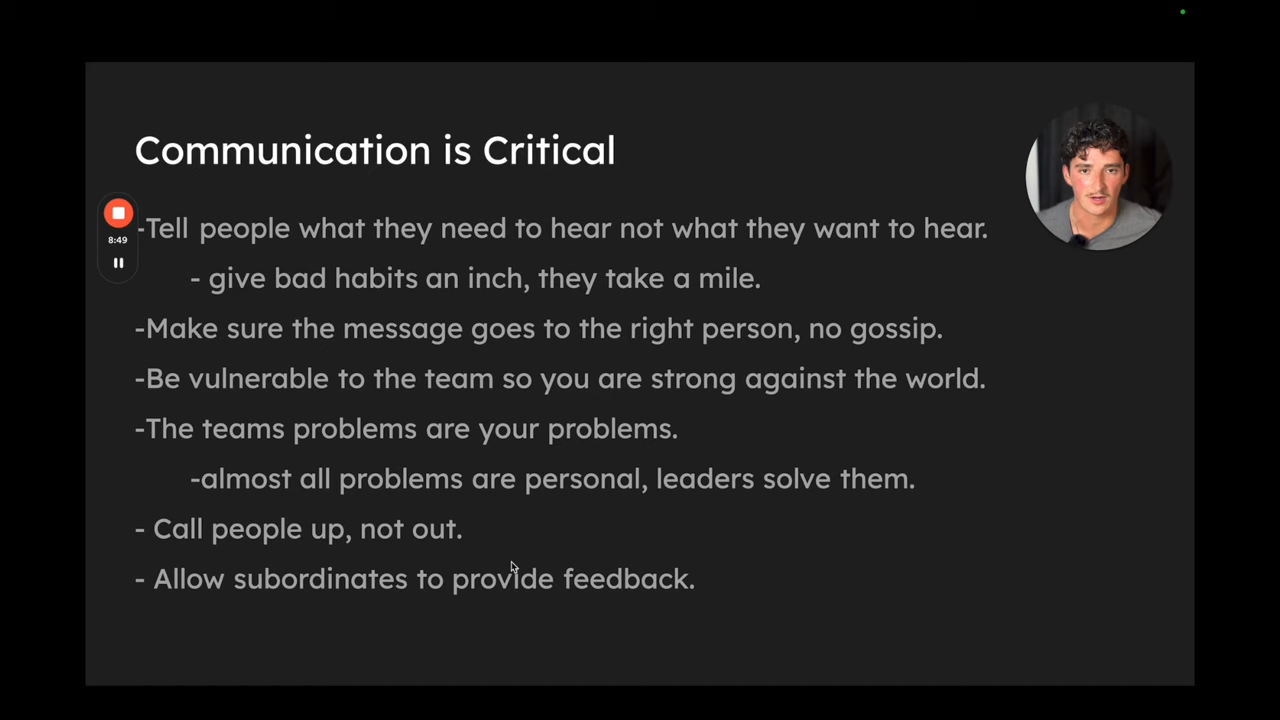 Communication is Critical
-Tell people what they need to hear not what they want to hear.
8:49
- give bad habits an inch, they take a mile.
-Make sure the message goes to the right person, no gossip.
-Be vulnerable to the team so you are strong against the world.
-The teams problems are your problems.
-almost all problems are personal, leaders solve them.
- Call people up, not out.
- Allow subordinates to provide feedback.